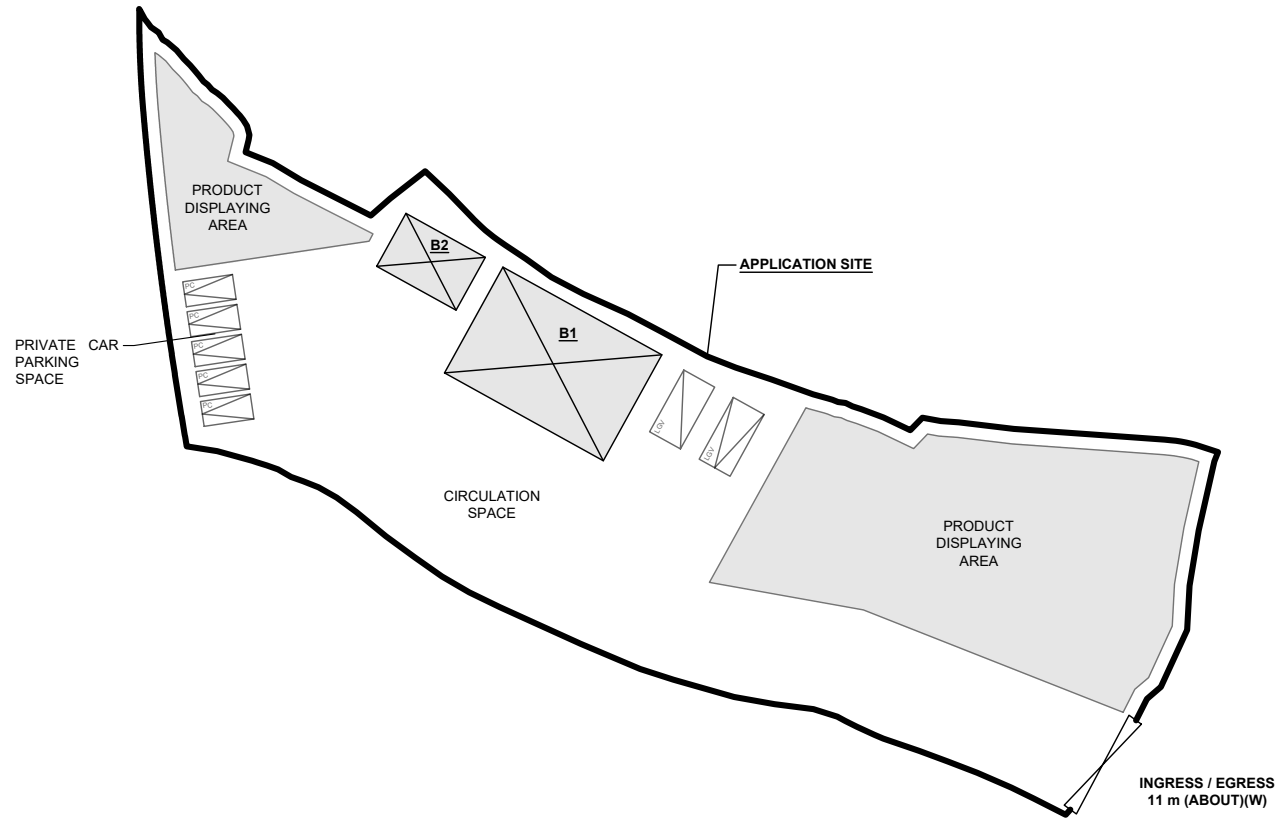 PRODUCT
DISPLAYING
AREA
B2
APPLICATION SITE
B1
PC
PC
PC
PC
PC
PRIVATE CAR
PARKING
SPACE
LGV
LGV
CIRCULATION
SPACE
PRODUCT
DISPLAYING
AREA
INGRESS / EGRESS
11 m (ABOUT)(W)